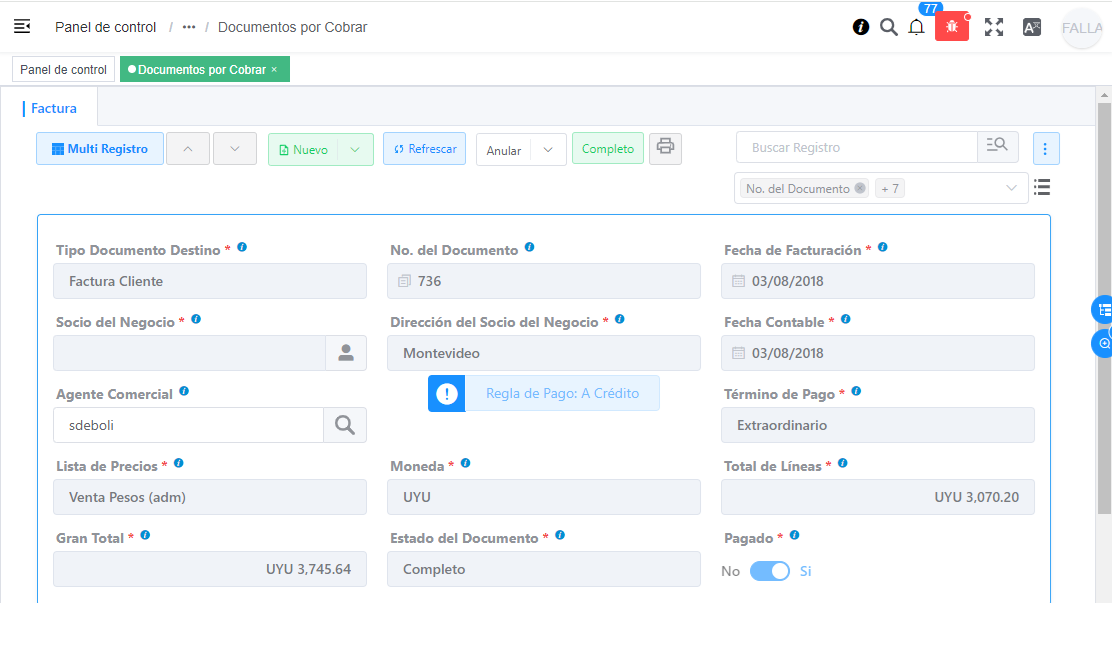 77
Panel de control / ••• / Documentos por Cobrar
FALLA
Panel de control
Documentos por Cobrar ×
Factura
Multi Registro
Nuevo
Refrescar
Anular
Completo
Buscar Registro
No. del Documento
+ 7
Tipo Documento Destino *
No. del Documento
Fecha de Facturación *
Factura Cliente
736
03/08/2018
Socio del Negocio *
Dirección del Socio del Negocio *
Fecha Contable *
Montevideo
03/08/2018
Regla de Pago: A Crédito
Agente Comercial
Término de Pago *
sdeboli
Extraordinario
Lista de Precios *
Moneda *
Total de Líneas *
Venta Pesos (adm)
UYU
UYU 3,070.20
Gran Total *
Estado del Documento *
Pagado *
UYU 3,745.64
Completo
No
Si